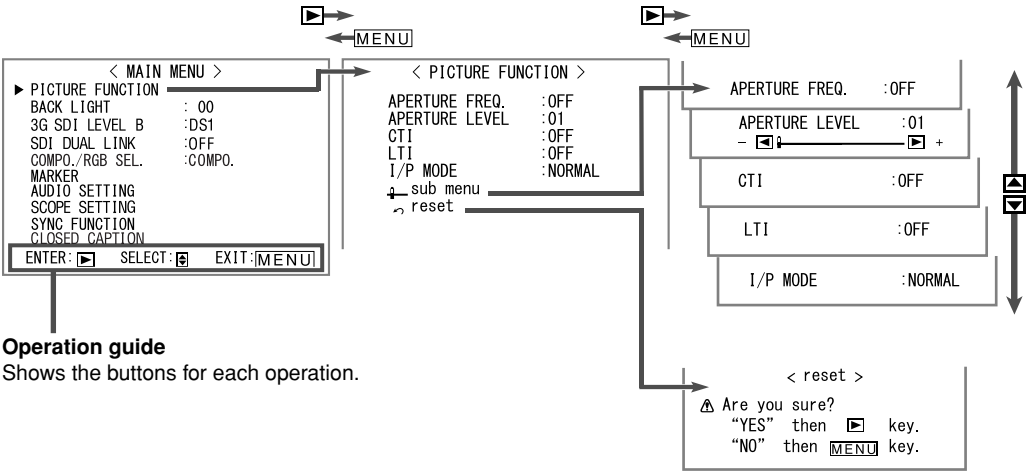 MENU
MENU
< MAIN MENU >
PICTURE FUNCTION
BACK LIGHT : 00
3G SDI LEVEL B :DS1
SDI DUAL LINK :OFF
COMPO./RGB SEL. :COMPO.
MARKER
AUDIO SETTING
SCOPE SETTING
SYNC FUNCTION
CLOSED CAPTION
ENTER: SELECT: EXIT:MENU
Operation guide
Shows the buttons for each operation.
< PICTURE FUNCTION >
APERTURE FREQ. :OFF
APERTURE LEVEL :01
CTI :OFF
LTI :OFF
I/P MODE :NORMAL
sub menu
reset
APERTURE FREQ. :OFF
APERTURE LEVEL :01
- +
CTI :OFF
LTI :OFF
I/P MODE :NORMAL
< reset >
Are you sure?
“YES” then key.
“NO” then MENU key.